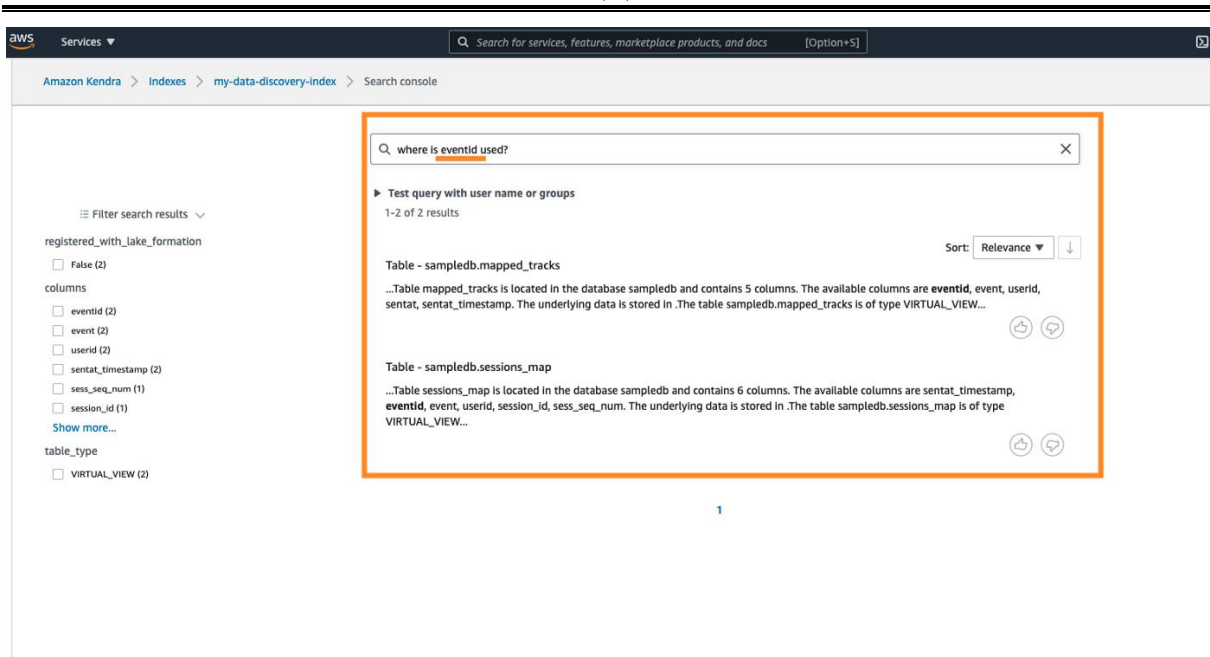 aws
Services ▼
Search for services, features, marketplace products, and docs [Option+S]
Amazon Kendra > Indexes > my-data-discovery-index > Search console
where is eventid used?
Test query with user name or groups
1-2 of 2 results
Filter search results
registered_with_lake_formation
False (2)
columns
eventid (2)
event (2)
userid (2)
sentat_timestamp (2)
sess_seq_num (1)
session_id (1)
Show more...
table_type
VIRTUAL_VIEW (2)
Sort: Relevance ▼
Table - sampledb.mapped_tracks
...Table mapped_tracks is located in the database sampledb and contains 5 columns. The available columns are eventid, event, userid,
sentat, sentat_timestamp. The underlying data is stored in .The table sampledb.mapped_tracks is of type VIRTUAL_VIEW...
Table - sampledb.sessions_map
...Table sessions_map is located in the database sampledb and contains 6 columns. The available columns are sentat_timestamp,
eventid, event, userid, session_id, sess_seq_num. The underlying data is stored in .The table sampledb.sessions_map is of type
VIRTUAL_VIEW...
1